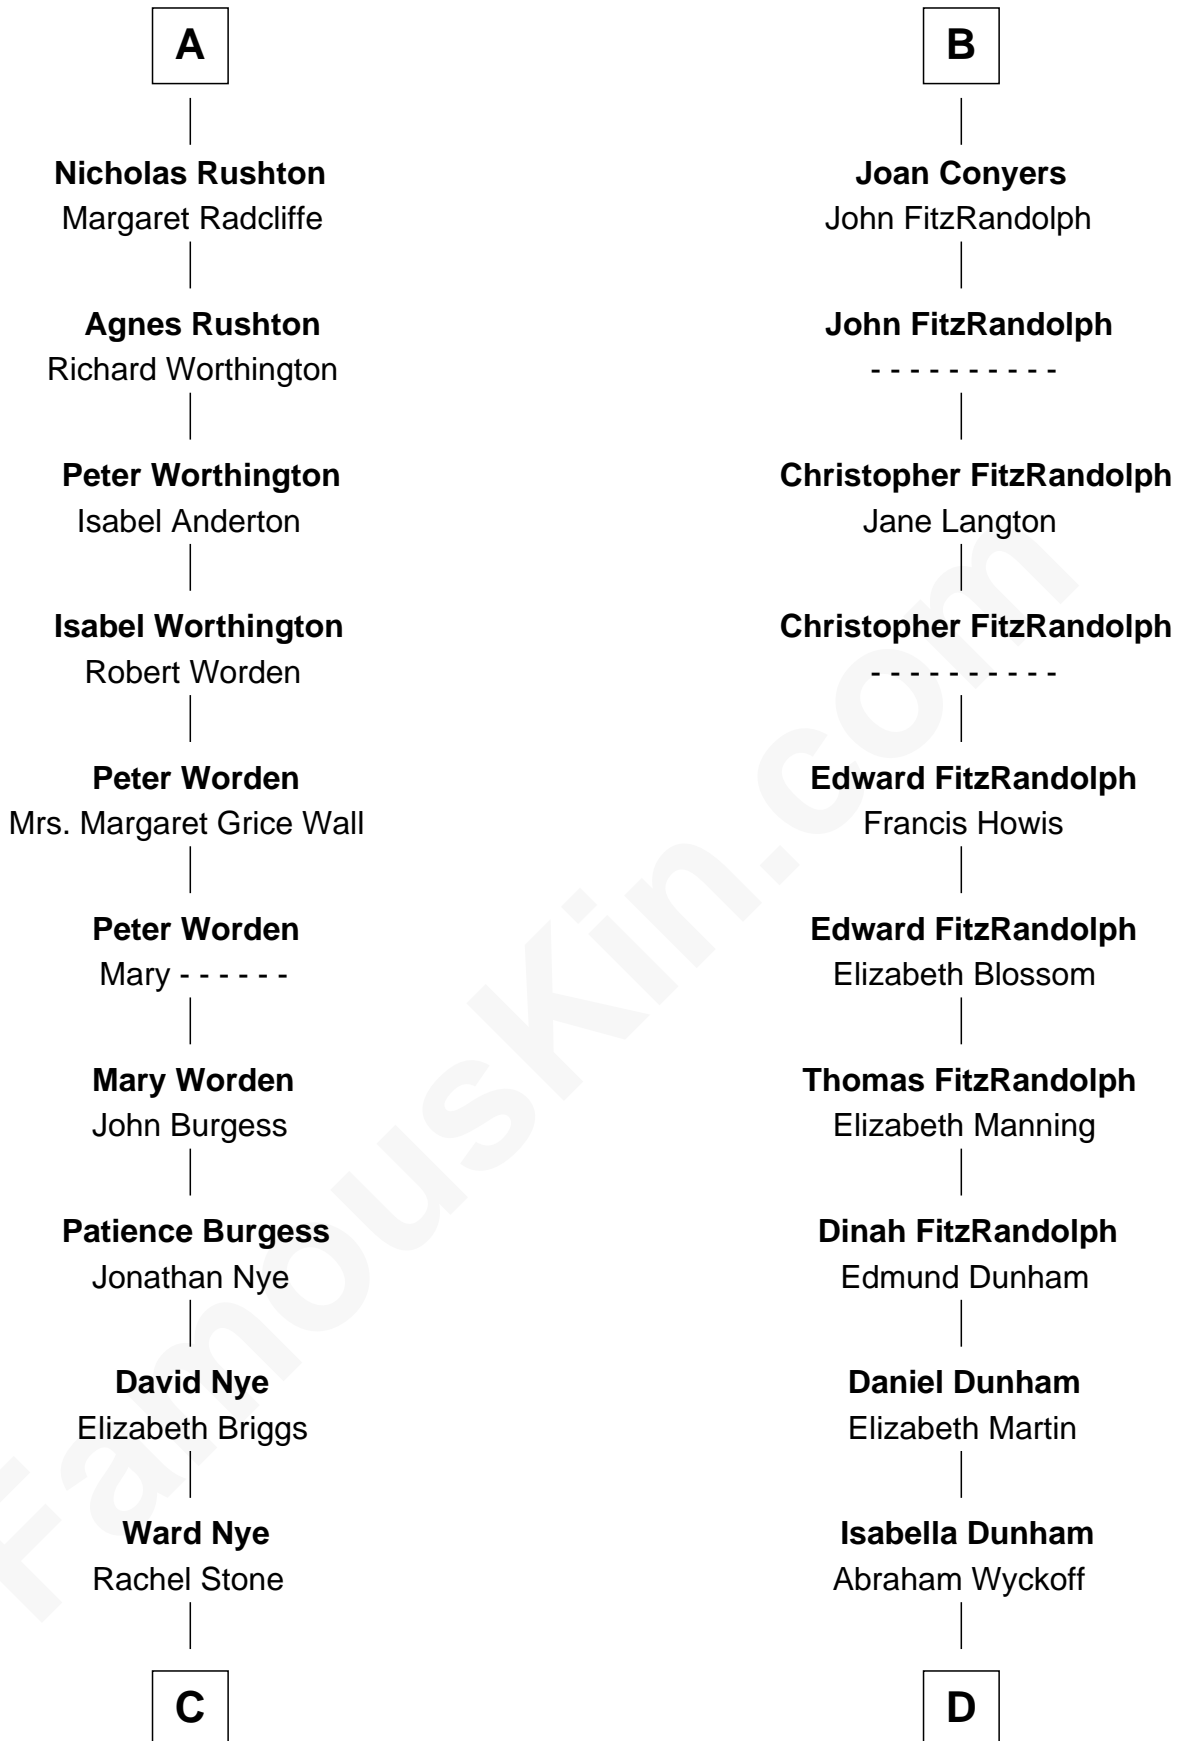 A
Nicholas Rushton
Margaret Radcliffe
Agnes Rushton
Richard Worthington
Peter Worthington
Isabel Anderton
Isabel Worthington
Robert Worden
Peter Worden
Mrs. Margaret Grice Wall
Peter Worden
Mary - - - - - -
Mary Worden
John Burgess
Patience Burgess
Jonathan Nye
David Nye
Elizabeth Briggs
Ward Nye
Rachel Stone
C
B
Joan Conyers
John FitzRandolph
John FitzRandolph
- - - - - - - - - -
Christopher FitzRandolph
Jane Langton
Christopher FitzRandolph
- - - - - - - - - -
Edward FitzRandolph
Francis Howis
Edward FitzRandolph
Elizabeth Blossom
Thomas FitzRandolph
Elizabeth Manning
Dinah FitzRandolph
Edmund Dunham
Daniel Dunham
Elizabeth Martin
Isabella Dunham
Abraham Wyckoff
D
FamousKin.com